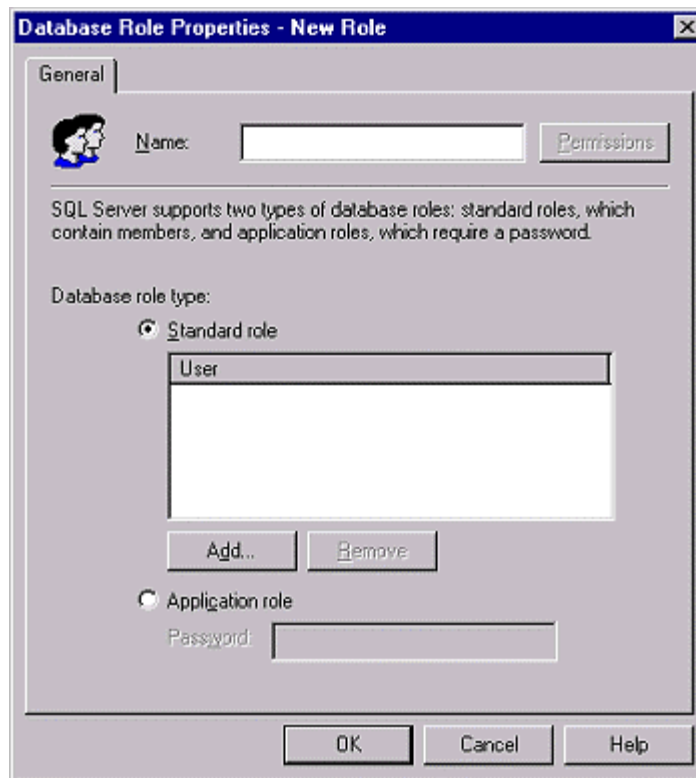 Database Role Properties - New Role
General
Name:
Permissions
SQL Server supports two types of database roles: standard roles, which
contain members, and application roles, which require a password.
Database role type:
Standard role
User
Add...
Remove
Application role
Password:
OK
Cancel
Help